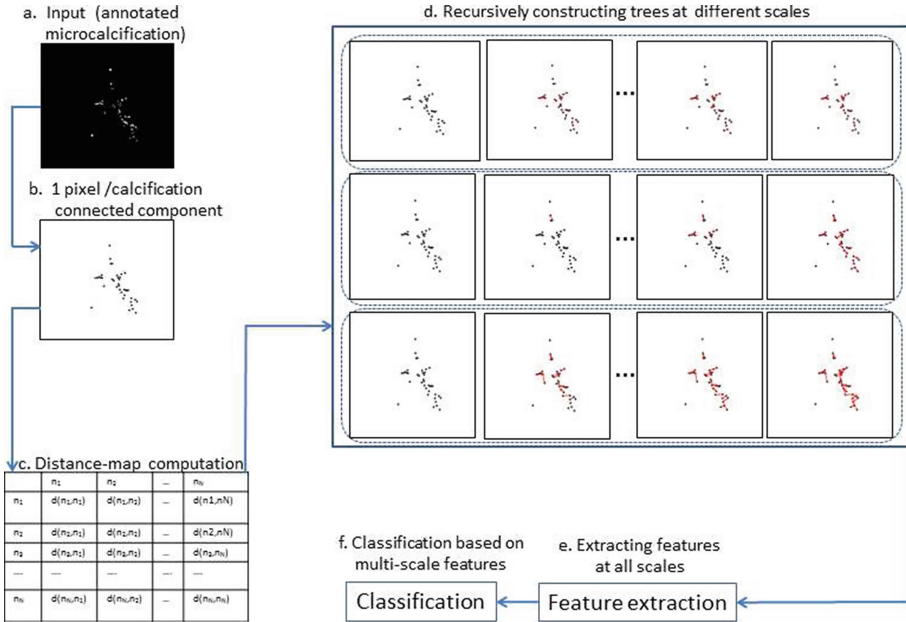 a. Input (annotated
microcalcification)
b. 1 pixel /calcification
connected component
c. Distance-map computation
n₁ n₂ ... n_N
n₁ d(n₁,n₁) d(n₁,n₂) ... d(n1,nN)
n₂ d(n₂,n₁) d(n₂,n₂) ... d(n2,nN)
n₃ d(n₃,n₁) d(n₃,n₂) ... d(n₃,n_N)
.... .... .... ... ....
n_N d(n_N,n₁) d(n_N,n₂) ... d(n_N,n_N)
d. Recursively constructing trees at different scales
...
...
...
e. Extracting features
at all scales
Feature extraction
f. Classification based on
multi-scale features
Classification